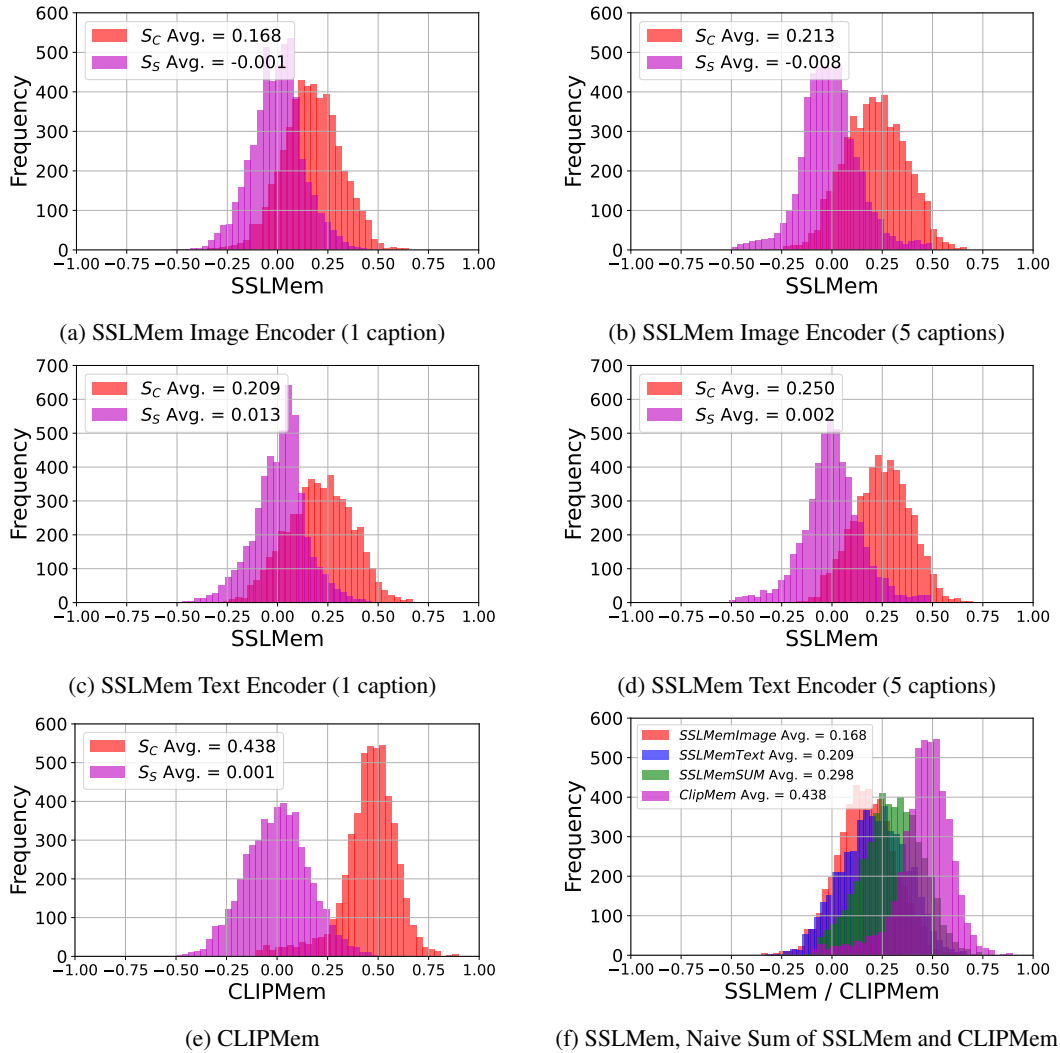 600
500
400
300
200
100
0
Frequency
S_C Avg. = 0.168
S_S Avg. = -0.001
−1.00 −0.75 −0.50 −0.25 0.00 0.25 0.50 0.75 1.00
SSLMem
(a) SSLMem Image Encoder (1 caption)
600
500
400
300
200
100
0
Frequency
S_C Avg. = 0.213
S_S Avg. = -0.008
−1.00 −0.75 −0.50 −0.25 0.00 0.25 0.50 0.75 1.00
SSLMem
(b) SSLMem Image Encoder (5 captions)
700
600
500
400
300
200
100
0
Frequency
S_C Avg. = 0.209
S_S Avg. = 0.013
−1.00 −0.75 −0.50 −0.25 0.00 0.25 0.50 0.75 1.00
SSLMem
(c) SSLMem Text Encoder (1 caption)
700
600
500
400
300
200
100
0
Frequency
S_C Avg. = 0.250
S_S Avg. = 0.002
−1.00 −0.75 −0.50 −0.25 0.00 0.25 0.50 0.75 1.00
SSLMem
(d) SSLMem Text Encoder (5 captions)
600
500
400
300
200
100
0
Frequency
S_C Avg. = 0.438
S_S Avg. = 0.001
−1.00 −0.75 −0.50 −0.25 0.00 0.25 0.50 0.75 1.00
CLIPMem
(e) CLIPMem
600
500
400
300
200
100
0
Frequency
SSLMemImage Avg. = 0.168
SSLMemText Avg. = 0.209
SSLMemSUM Avg. = 0.298
ClipMem Avg. = 0.438
−1.00 −0.75 −0.50 −0.25 0.00 0.25 0.50 0.75 1.00
SSLMem / CLIPMem
(f) SSLMem, Naive Sum of SSLMem and CLIPMem